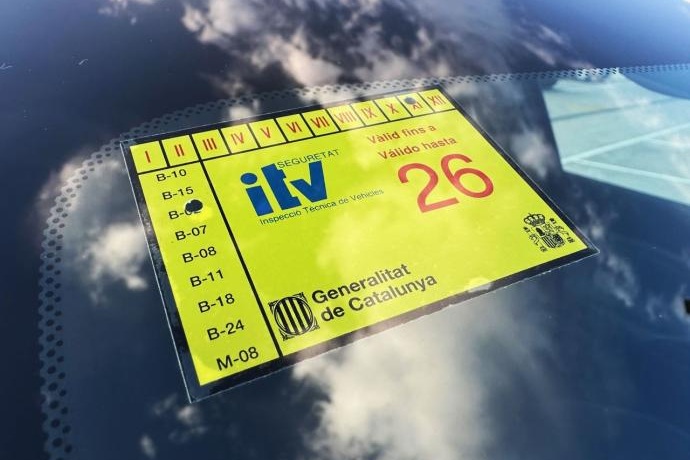 I II III IV V VI VII VIII IX X XI XII
B-10
B-15
B-07
B-08
B-11
B-18
B-24
M-08
SEGURETAT
itv
Inspecció Tècnica de Vehicles
Vàlid fins a
Válido hasta
26
Generalitat
de Catalunya